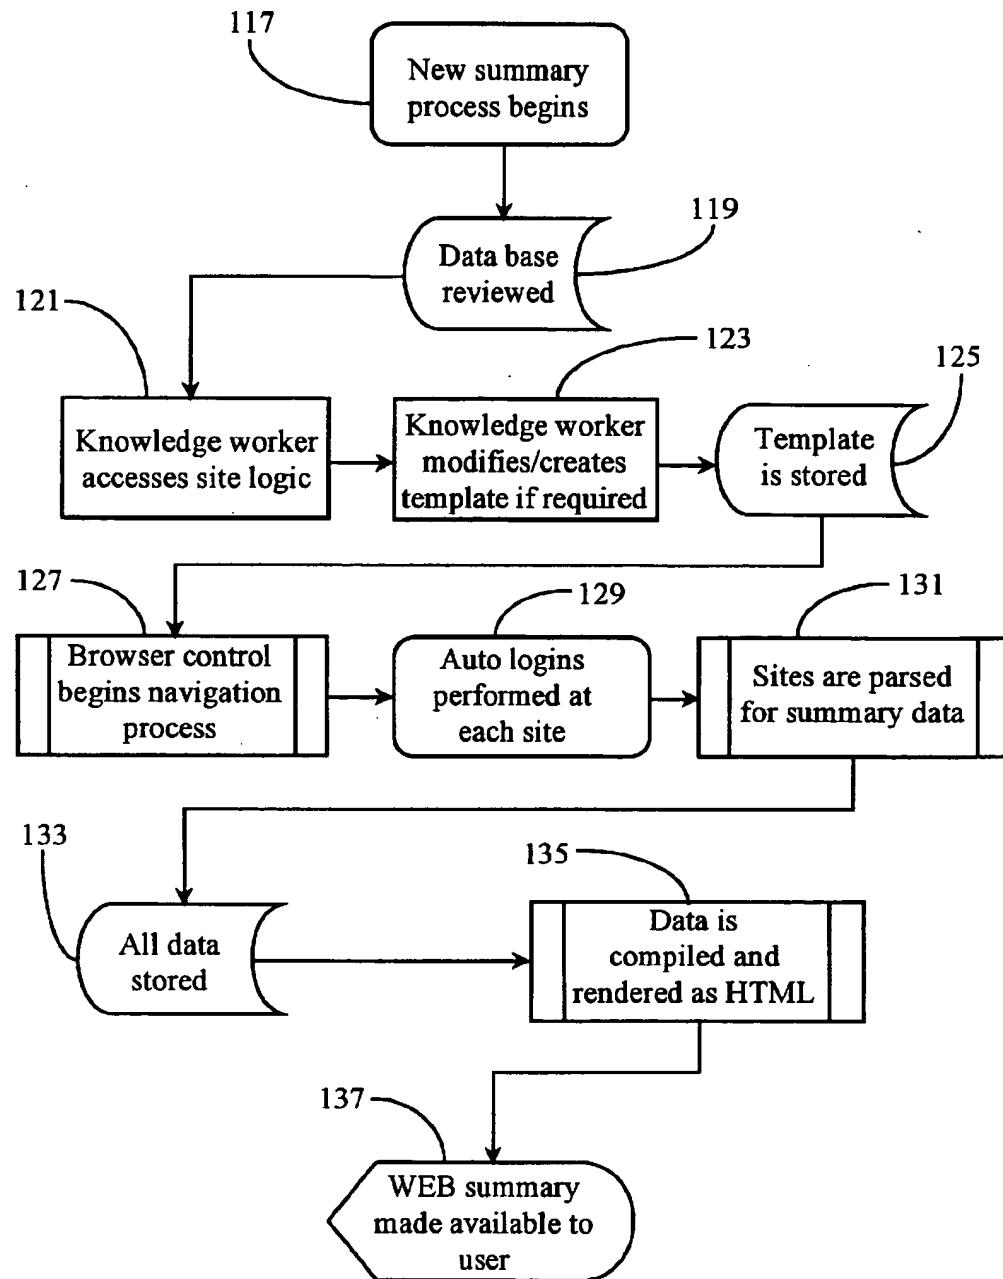 117
New summary
process begins
119
Data base
reviewed
121
123
125
Knowledge worker
accesses site logic
Knowledge worker
modifies/creates
template if required
Template
is stored
127
129
131
Browser control
begins navigation
process
Auto logins
performed at
each site
Sites are parsed
for summary data
133
135
All data
stored
Data is
compiled and
rendered as HTML
137
WEB summary
made available to
user